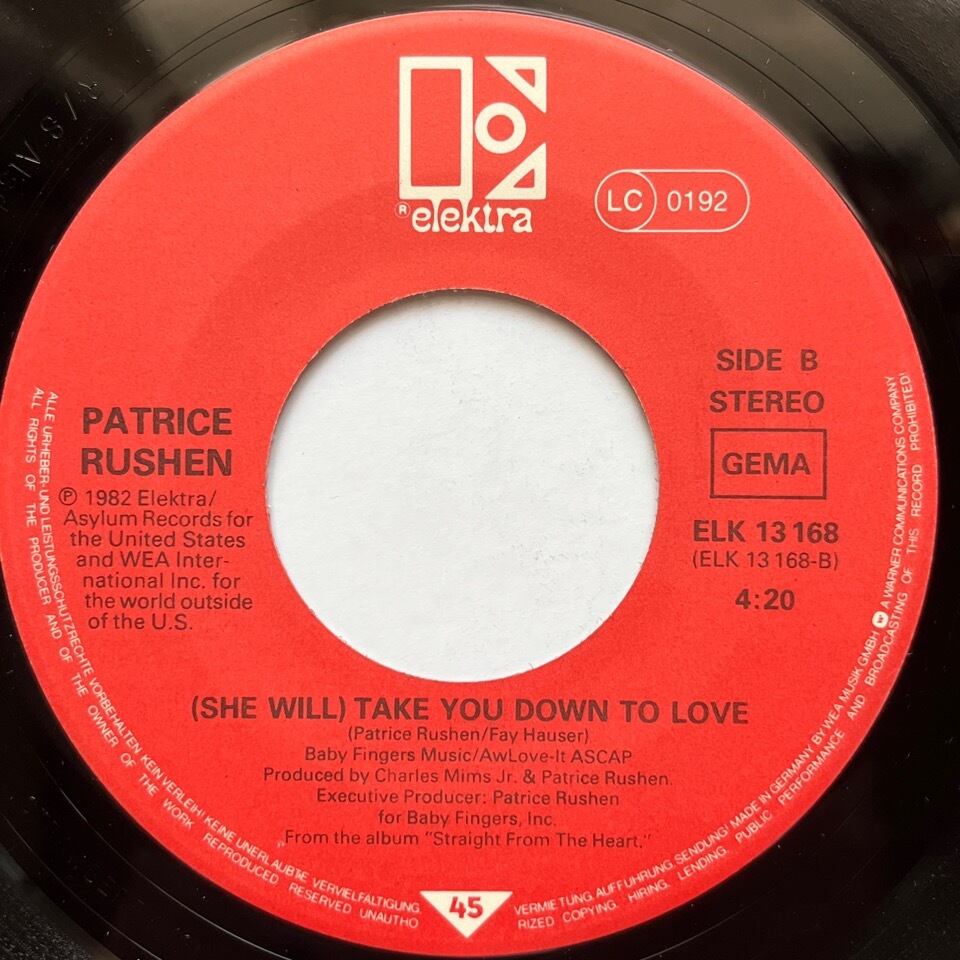 ® elektra
LC 0192
SIDE B
STEREO
GEMA
ELK 13 168
(ELK 13 168-B)
4:20
PATRICE
RUSHEN
℗ 1982 Elektra/
Asylum Records for
the United States
and WEA Inter-
national Inc. for
the world outside
of the U.S.
(SHE WILL) TAKE YOU DOWN TO LOVE
(Patrice Rushen/Fay Hauser)
Baby Fingers Music/AwLove-It ASCAP
Produced by Charles Mims Jr. & Patrice Rushen.
Executive Producer: Patrice Rushen
for Baby Fingers, Inc.
From the album "Straight From The Heart."
45
ALLE URHEBER- UND LEISTUNGSSCHUTZRECHTE VORBEHALTEN KEIN VERLEIH! KEINE UNERLAUBTE VERVIELFÄLTIGUNG, VERMIETUNG, AUFFÜHRUNG, SENDUNG! MADE IN GERMANY BY WEA MUSIK GMBH A WARNER COMMUNICATIONS COMPANY
ALL RIGHTS OF THE PRODUCER AND OF THE OWNER OF THE WORK REPRODUCED RESERVED UNAUTHORIZED COPYING, HIRING, LENDING, PUBLIC PERFORMANCE AND BROADCASTING OF THIS RECORD PROHIBITED!